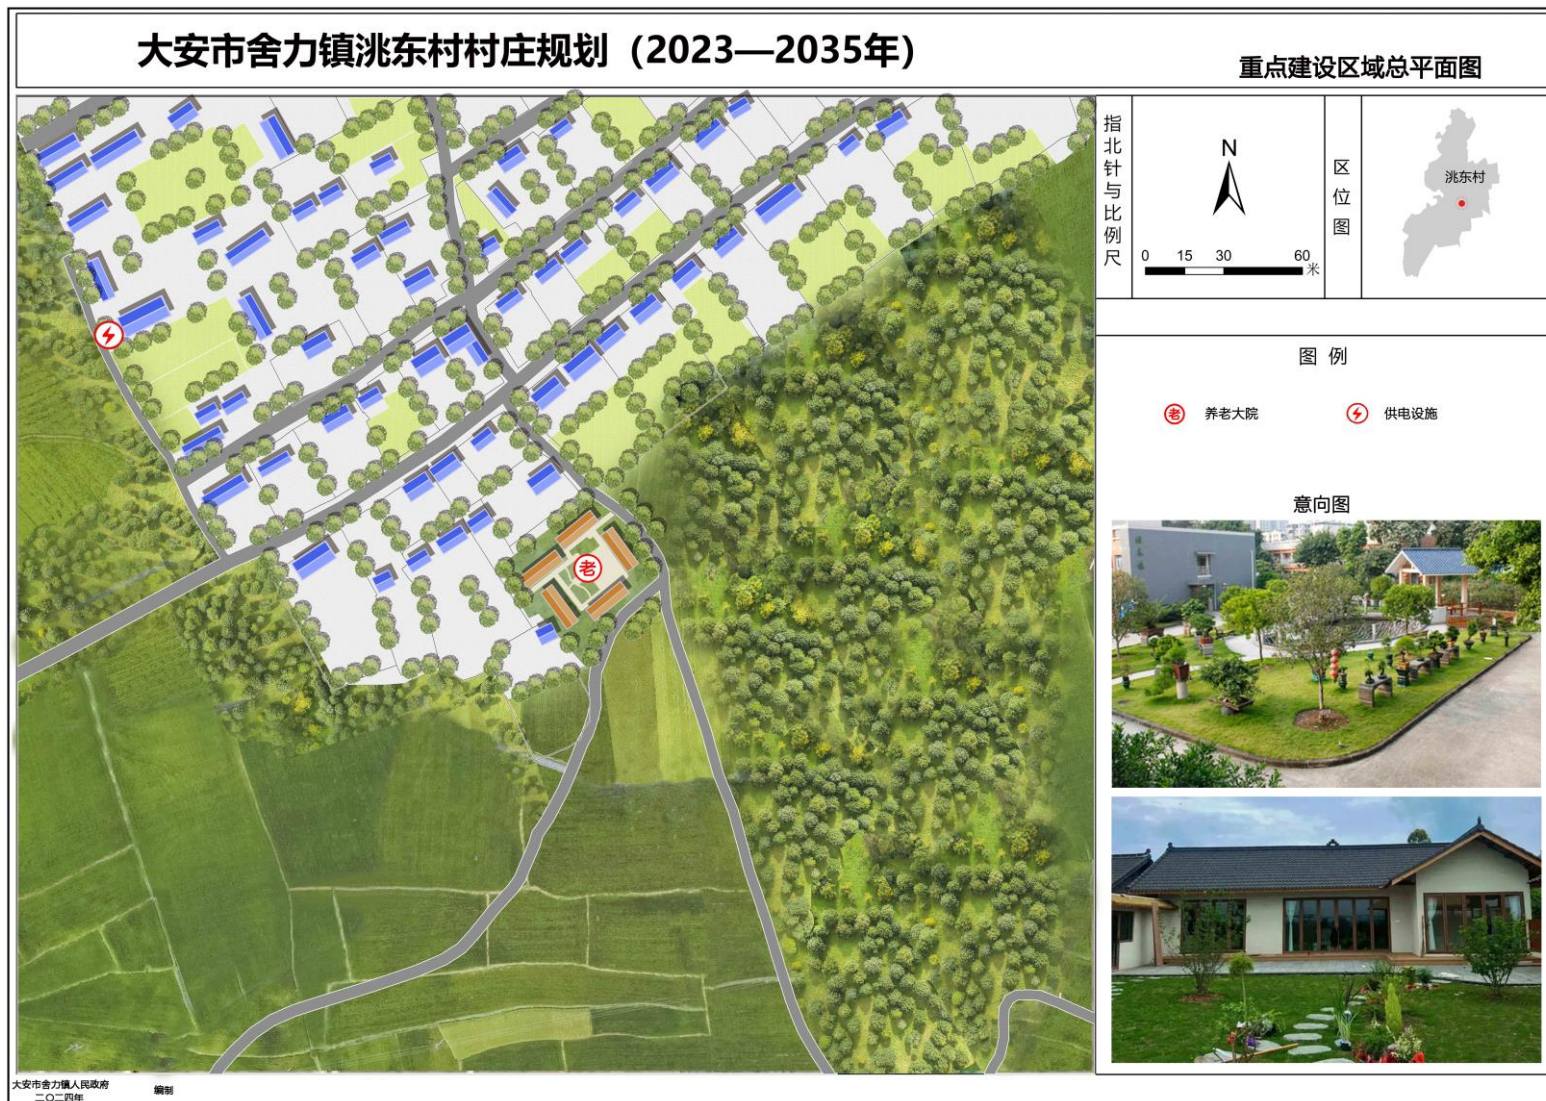 大安市舍力镇洮东村村庄规划（2023—2035年）
重点建设区域总平面图
指北针与比例尺
N
0 15 30 60 米
区位图
洮东村
图 例
老 养老大院
供电设施
意向图
老
大安市舍力镇人民政府 编制
二〇二四年